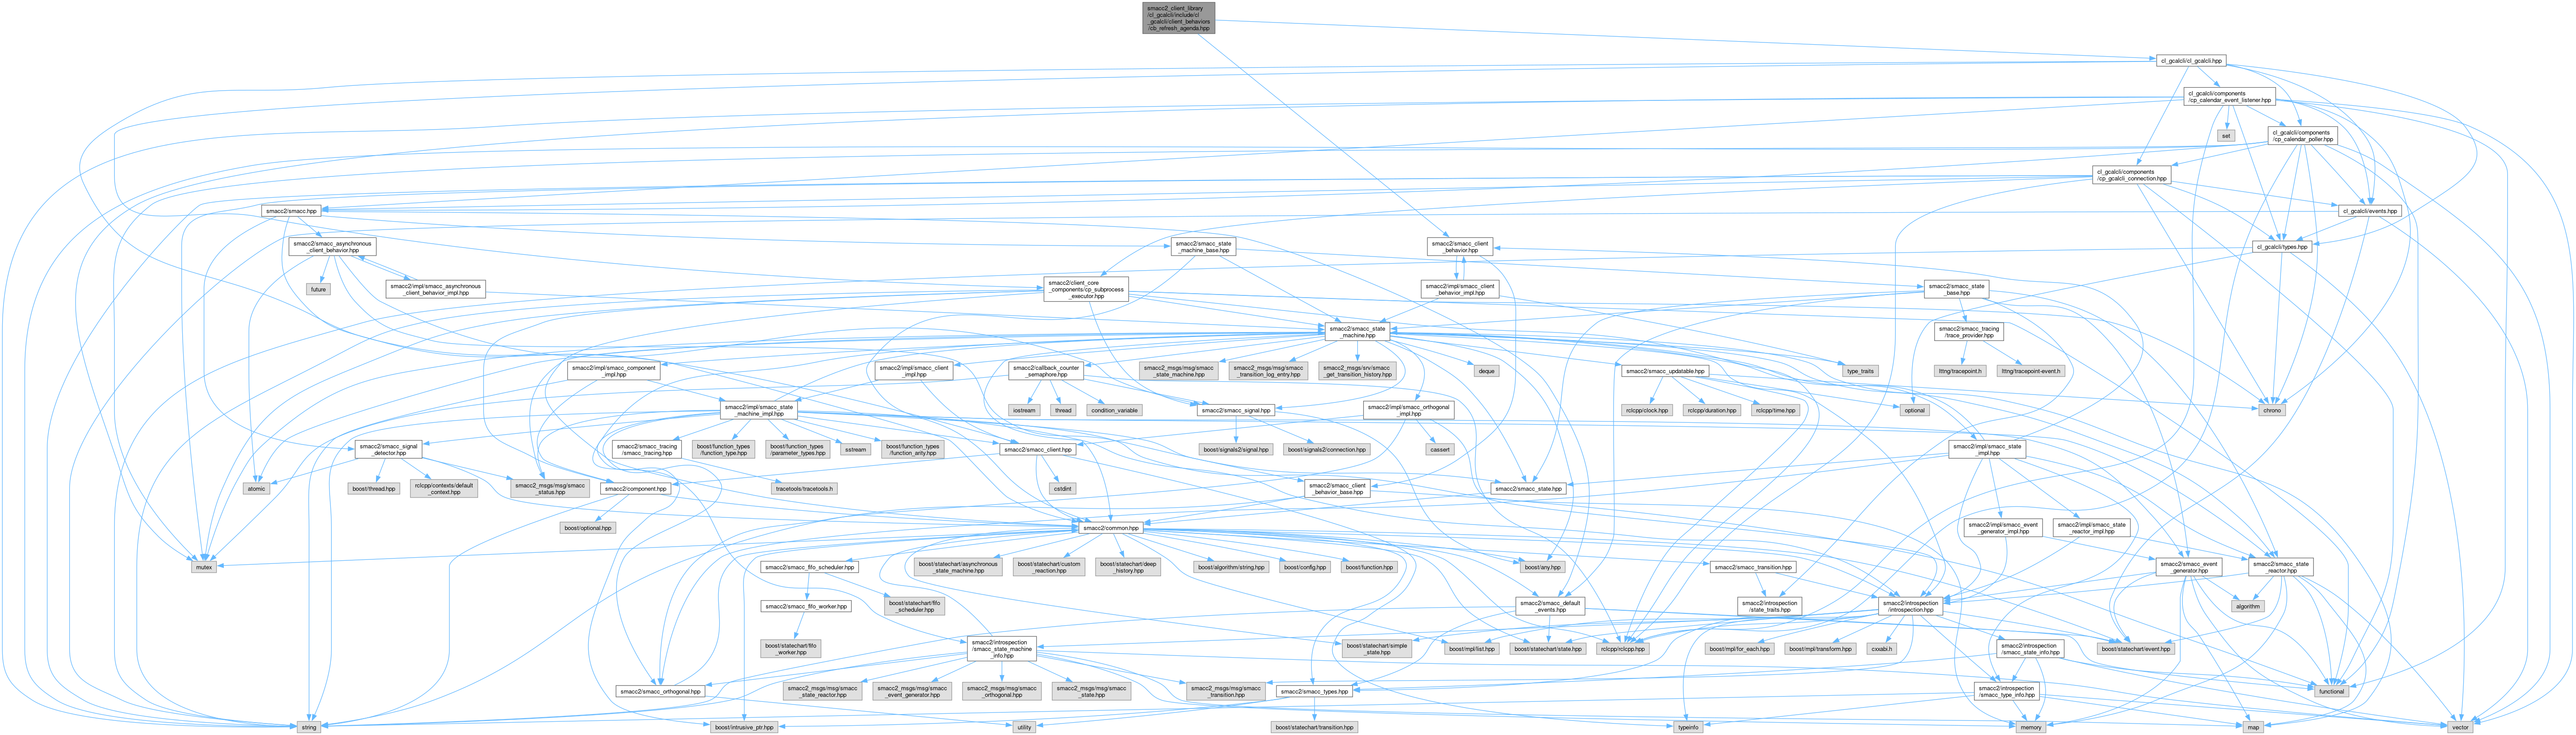 smacc2_client_library
/cl_gcalcli/include/cl
_gcalcli/client_behaviors
/cb_refresh_agenda.hpp
cl_gcalcli/cl_gcalcli.hpp
cl_gcalcli/components
/cp_calendar_event_listener.hpp
set
cl_gcalcli/components
/cp_calendar_poller.hpp
cl_gcalcli/components
/cp_gcalcli_connection.hpp
smacc2/smacc.hpp
cl_gcalcli/events.hpp
smacc2/smacc_asynchronous
_client_behavior.hpp
smacc2/smacc_state
_machine_base.hpp
smacc2/smacc_client
_behavior.hpp
cl_gcalcli/types.hpp
future
smacc2/impl/smacc_asynchronous
_client_behavior_impl.hpp
smacc2/client_core
_components/cp_subprocess
_executor.hpp
smacc2/impl/smacc_client
_behavior_impl.hpp
smacc2/smacc_state
_base.hpp
smacc2/smacc_state
_machine.hpp
smacc2/smacc_tracing
/trace_provider.hpp
smacc2/impl/smacc_component
_impl.hpp
smacc2/impl/smacc_client
_impl.hpp
smacc2/callback_counter
_semaphore.hpp
smacc2_msgs/msg/smacc
_state_machine.hpp
smacc2_msgs/msg/smacc
_transition_log_entry.hpp
smacc2_msgs/srv/smacc
_get_transition_history.hpp
deque
smacc2/smacc_updatable.hpp
type_traits
lttng/tracepoint.h
lttng/tracepoint-event.h
smacc2/impl/smacc_state
_machine_impl.hpp
iostream
thread
condition_variable
smacc2/smacc_signal.hpp
smacc2/impl/smacc_orthogonal
_impl.hpp
rclcpp/clock.hpp
rclcpp/duration.hpp
rclcpp/time.hpp
optional
chrono
smacc2/smacc_signal
_detector.hpp
smacc2/smacc_tracing
/smacc_tracing.hpp
boost/function_types
/function_type.hpp
boost/function_types
/parameter_types.hpp
sstream
boost/function_types
/function_arity.hpp
smacc2/smacc_client.hpp
boost/signals2/signal.hpp
boost/signals2/connection.hpp
cassert
smacc2/impl/smacc_state
_impl.hpp
atomic
boost/thread.hpp
rclcpp/contexts/default
_context.hpp
smacc2_msgs/msg/smacc
_status.hpp
smacc2/component.hpp
tracetools/tracetools.h
cstdint
smacc2/smacc_client
_behavior_base.hpp
smacc2/smacc_state.hpp
boost/optional.hpp
smacc2/common.hpp
smacc2/impl/smacc_event
_generator_impl.hpp
smacc2/impl/smacc_state
_reactor_impl.hpp
mutex
smacc2/smacc_fifo_scheduler.hpp
boost/statechart/asynchronous
_state_machine.hpp
boost/statechart/custom
_reaction.hpp
boost/statechart/deep
_history.hpp
boost/algorithm/string.hpp
boost/config.hpp
boost/function.hpp
boost/any.hpp
smacc2/smacc_transition.hpp
smacc2/smacc_event
_generator.hpp
smacc2/smacc_state
_reactor.hpp
smacc2/smacc_fifo_worker.hpp
boost/statechart/fifo
_scheduler.hpp
smacc2/smacc_default
_events.hpp
smacc2/introspection
/state_traits.hpp
smacc2/introspection
/introspection.hpp
algorithm
boost/statechart/fifo
_worker.hpp
smacc2/introspection
/smacc_state_machine
_info.hpp
boost/statechart/simple
_state.hpp
boost/mpl/list.hpp
boost/statechart/state.hpp
rclcpp/rclcpp.hpp
boost/mpl/for_each.hpp
boost/mpl/transform.hpp
cxxabi.h
smacc2/introspection
/smacc_state_info.hpp
boost/statechart/event.hpp
smacc2/smacc_orthogonal.hpp
smacc2_msgs/msg/smacc
_state_reactor.hpp
smacc2_msgs/msg/smacc
_event_generator.hpp
smacc2_msgs/msg/smacc
_orthogonal.hpp
smacc2_msgs/msg/smacc
_state.hpp
smacc2_msgs/msg/smacc
_transition.hpp
smacc2/smacc_types.hpp
smacc2/introspection
/smacc_type_info.hpp
functional
string
boost/intrusive_ptr.hpp
utility
boost/statechart/transition.hpp
typeinfo
memory
map
vector